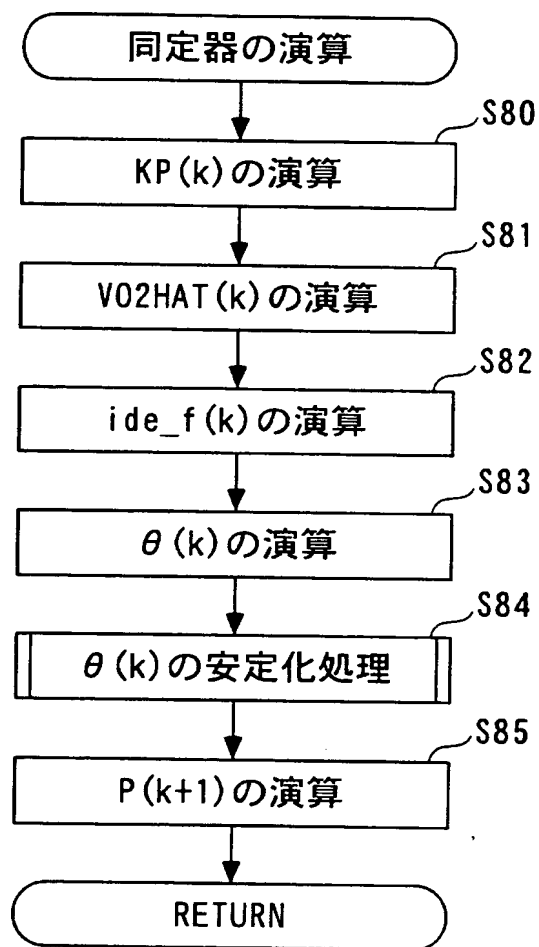 同定器の演算
S80
KP(k)の演算
S81
VO2HAT(k)の演算
S82
ide_f(k)の演算
S83
θ(k)の演算
S84
θ(k)の安定化処理
S85
P(k+1)の演算
RETURN